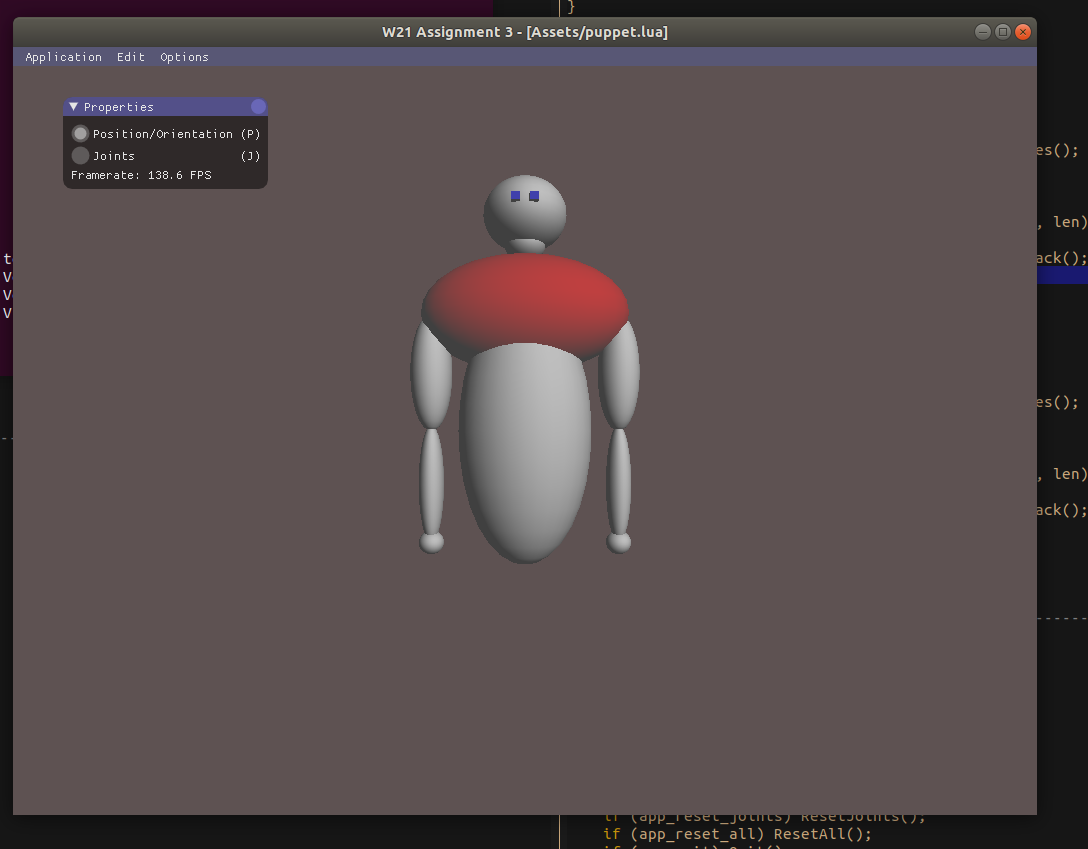 }
W21 Assignment 3 - [Assets/puppet.lua]
Application Edit Options
Properties
Position/Orientation (P)
Joints (J)
Framerate: 138.6 FPS
es();
, len)
ack();
t
V
V
V
es();
--
, len)
ack();
------
if (app_reset_joints) ResetJoints();
if (app_reset_all) ResetAll();